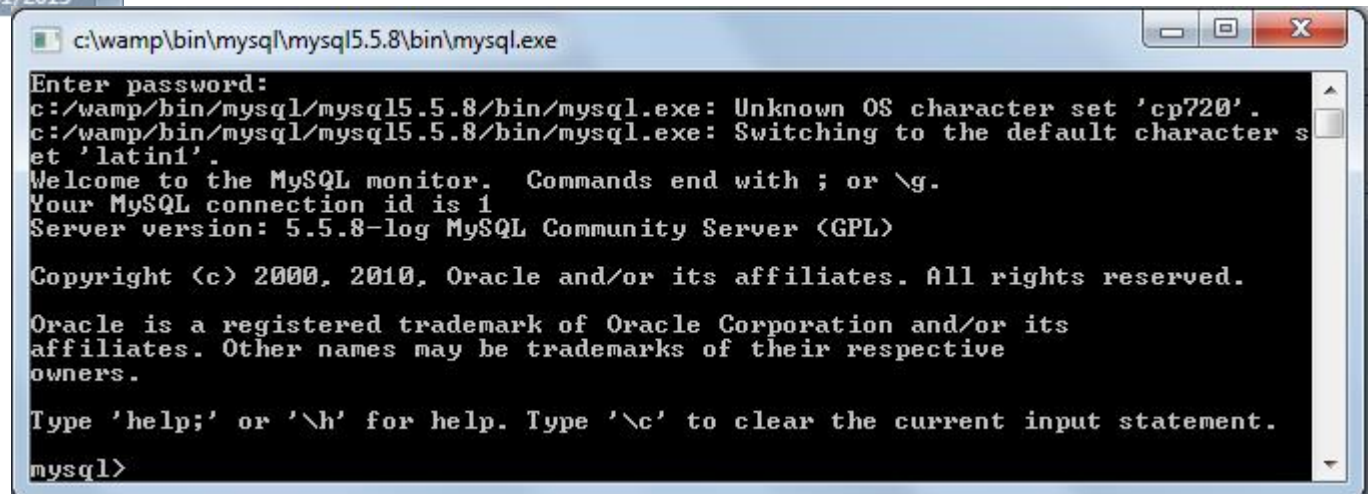 c:\wamp\bin\mysql\mysql5.5.8\bin\mysql.exe
Enter password:
c:/wamp/bin/mysql/mysql5.5.8/bin/mysql.exe: Unknown OS character set 'cp720'.
c:/wamp/bin/mysql/mysql5.5.8/bin/mysql.exe: Switching to the default character s
et 'latin1'.
Welcome to the MySQL monitor.  Commands end with ; or \g.
Your MySQL connection id is 1
Server version: 5.5.8-log MySQL Community Server (GPL)
Copyright (c) 2000, 2010, Oracle and/or its affiliates. All rights reserved.
Oracle is a registered trademark of Oracle Corporation and/or its
affiliates. Other names may be trademarks of their respective
owners.
Type 'help;' or '\h' for help. Type '\c' to clear the current input statement.
mysql>